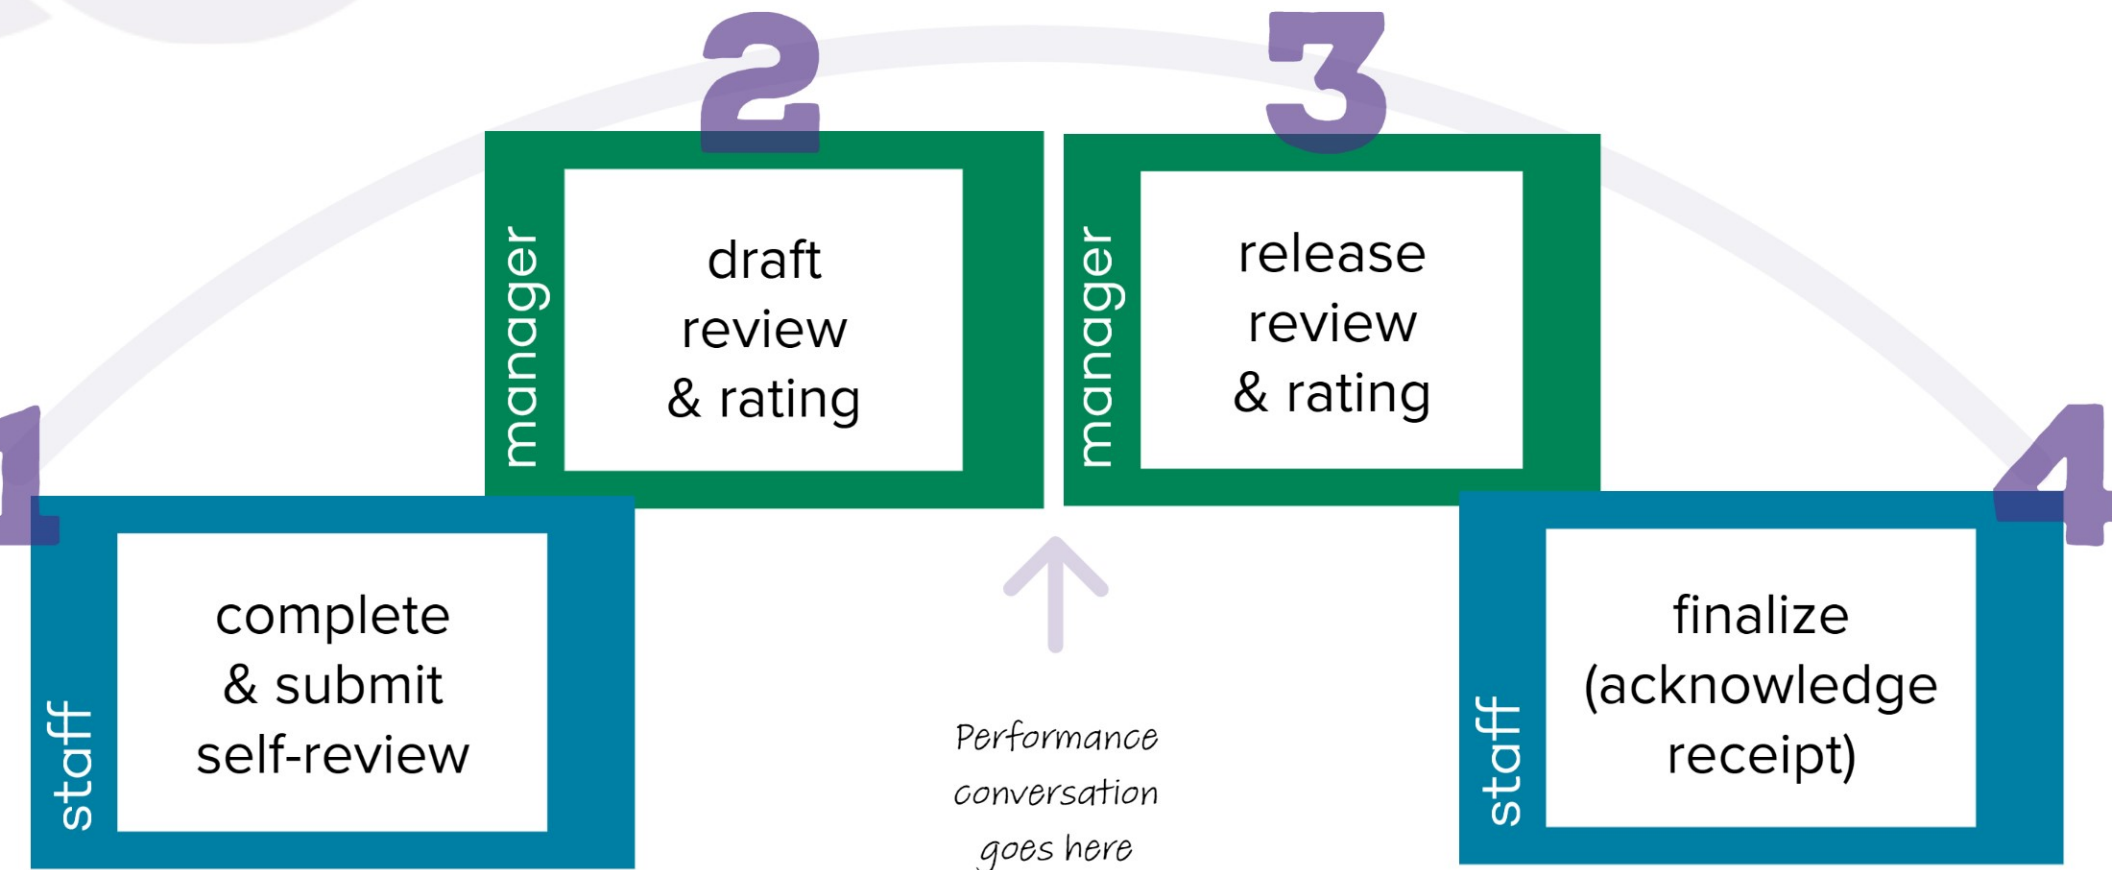 1
staff
complete
& submit
self-review
2
manager
draft
review
& rating
Performance
conversation
goes here
3
manager
release
review
& rating
4
staff
finalize
(acknowledge
receipt)